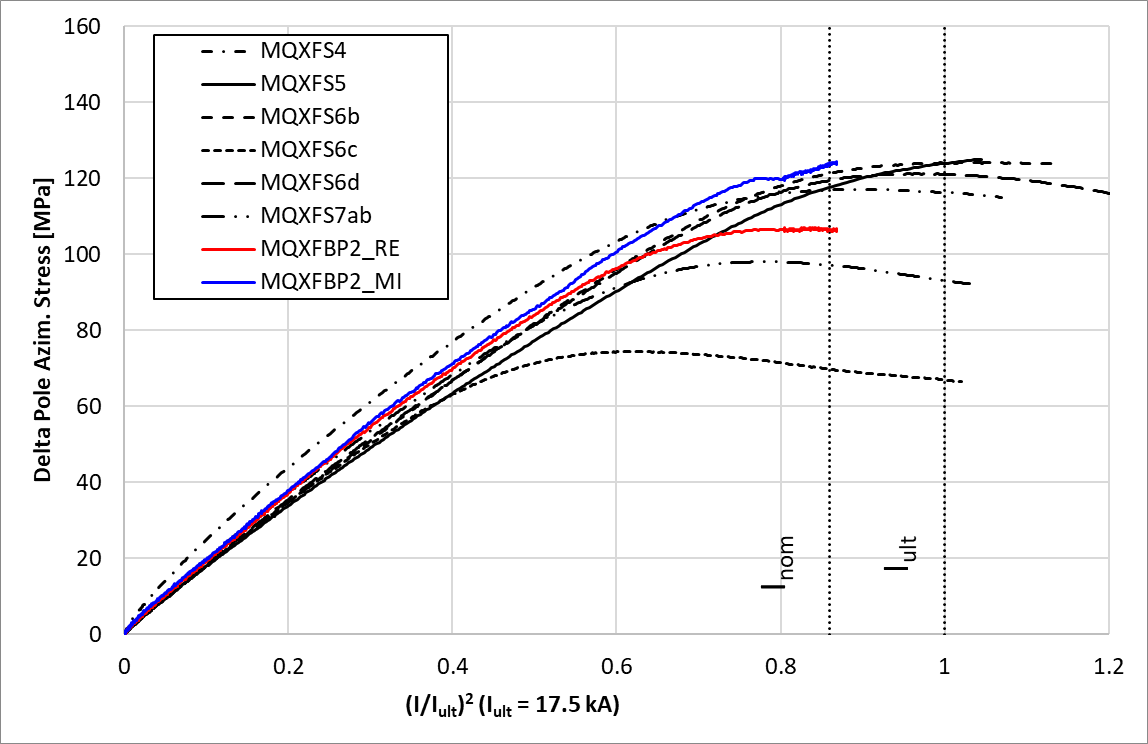 160
140
120
100
80
60
40
20
0
Delta Pole Azim. Stress [MPa]
MQXFS4
MQXFS5
MQXFS6b
MQXFS6c
MQXFS6d
MQXFS7ab
MQXFBP2_RE
MQXFBP2_MI
Inom
Iult
0 0.2 0.4 0.6 0.8 1 1.2
(I/Iult)² (Iult = 17.5 kA)